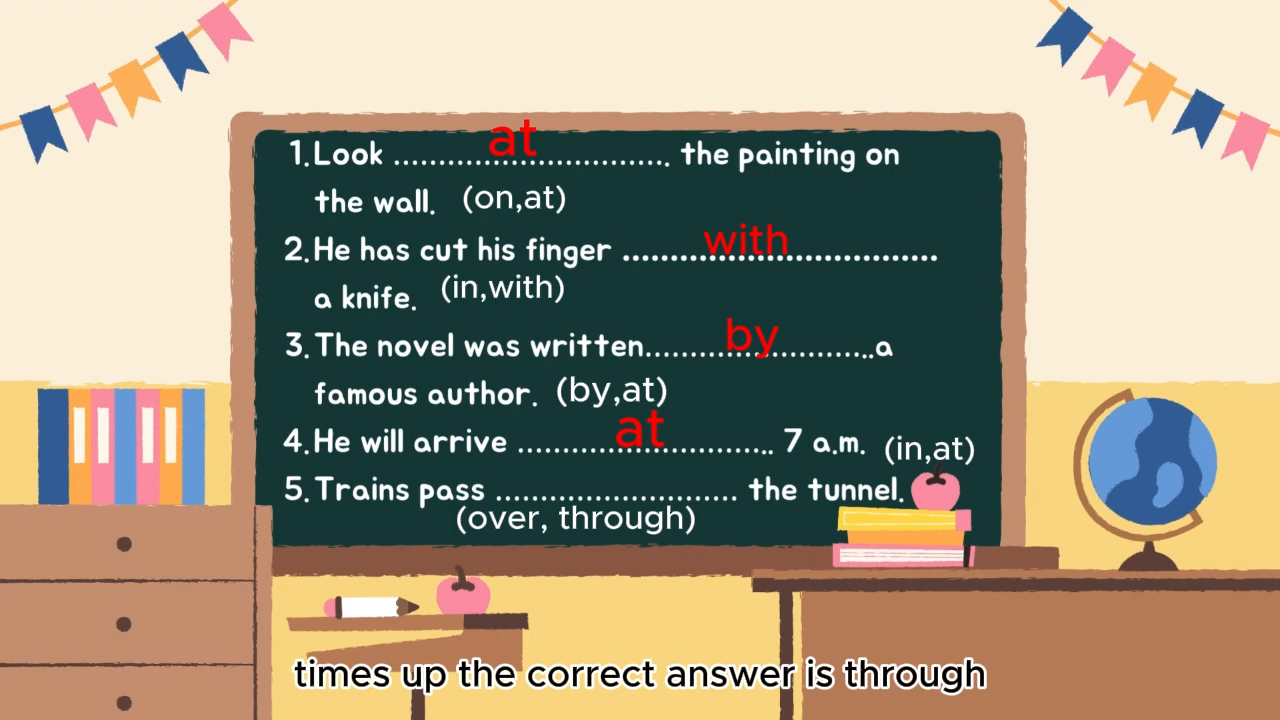 1. Look .............at................. the painting on
the wall. (on,at)
2. He has cut his finger .............with.................
a knife. (in,with)
3. The novel was written..........by............a
famous author. (by,at)
4. He will arrive ............at............. 7 a.m. (in,at)
5. Trains pass ........................... the tunnel.
(over, through)
times up the correct answer is through